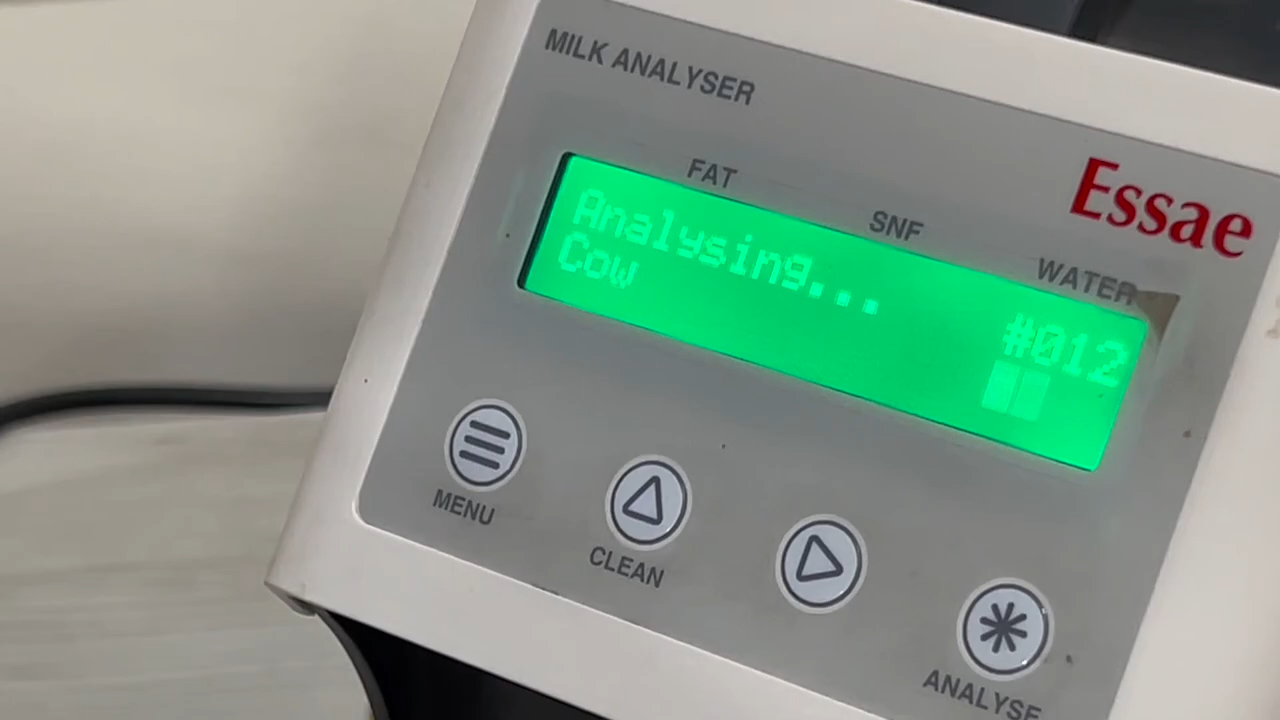 MILK ANALYSER
Essae
FAT SNF WATER
Analysing... #012
Cow
MENU
CLEAN
ANALYSE